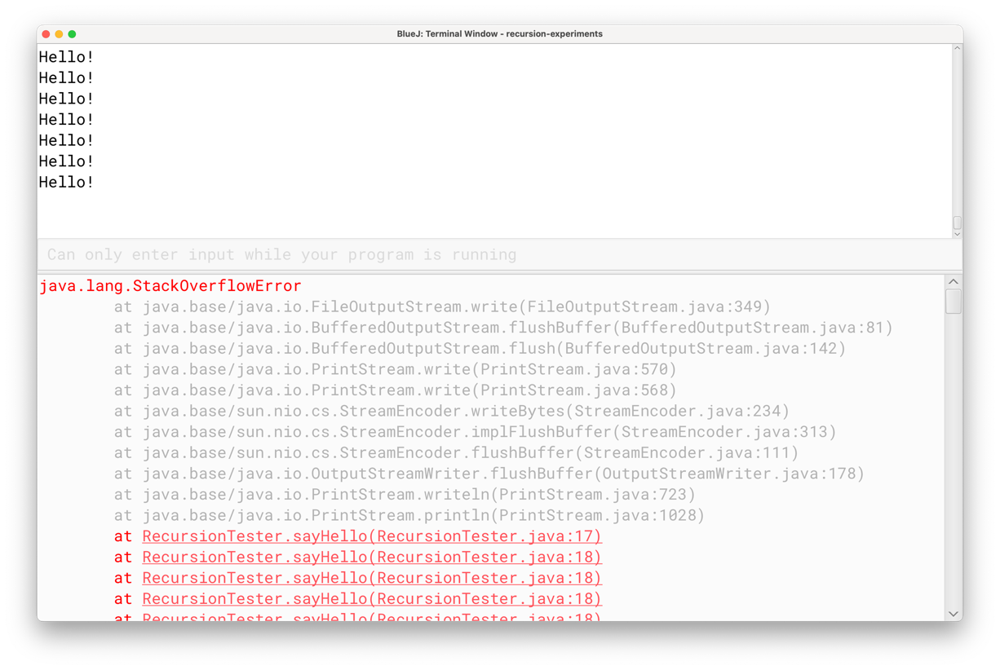 BlueJ: Terminal Window - recursion-experiments
Hello!
Hello!
Hello!
Hello!
Hello!
Hello!
Hello!
Can only enter input while your program is running
java.lang.StackOverflowError
at java.base/java.io.FileOutputStream.write(FileOutputStream.java:349)
at java.base/java.io.BufferedOutputStream.flushBuffer(BufferedOutputStream.java:81)
at java.base/java.io.BufferedOutputStream.flush(BufferedOutputStream.java:142)
at java.base/java.io.PrintStream.write(PrintStream.java:570)
at java.base/java.io.PrintStream.write(PrintStream.java:568)
at java.base/sun.nio.cs.StreamEncoder.writeBytes(StreamEncoder.java:234)
at java.base/sun.nio.cs.StreamEncoder.implFlushBuffer(StreamEncoder.java:313)
at java.base/sun.nio.cs.StreamEncoder.flushBuffer(StreamEncoder.java:111)
at java.base/java.io.OutputStreamWriter.flushBuffer(OutputStreamWriter.java:178)
at java.base/java.io.PrintStream.writeln(PrintStream.java:723)
at java.base/java.io.PrintStream.println(PrintStream.java:1028)
at RecursionTester.sayHello(RecursionTester.java:17)
at RecursionTester.sayHello(RecursionTester.java:18)
at RecursionTester.sayHello(RecursionTester.java:18)
at RecursionTester.sayHello(RecursionTester.java:18)
at RecursionTester.sayHello(RecursionTester.java:18)